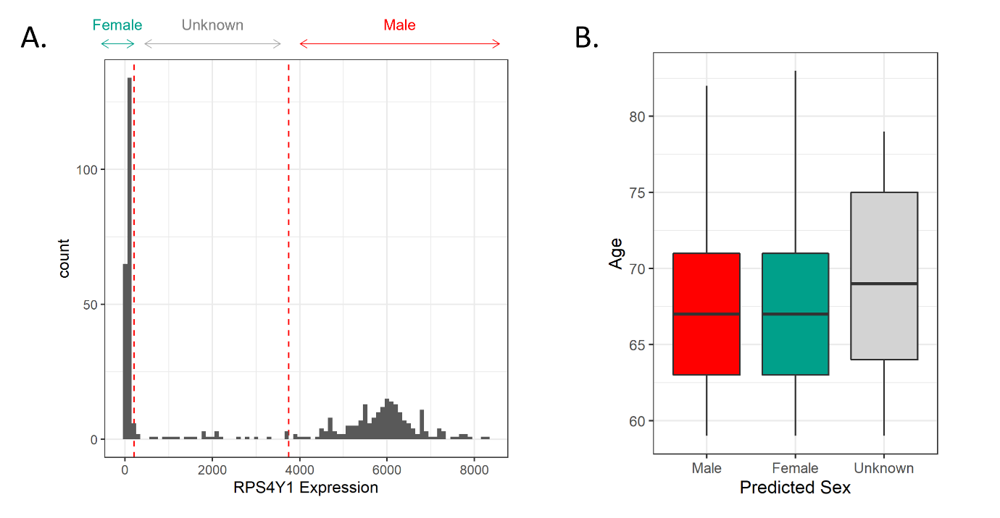 A.
Female Unknown Male
100
50
0
count
0 2000 4000 6000 8000
RPS4Y1 Expression
B.
80
75
70
65
60
Age
Male Female Unknown
Predicted Sex